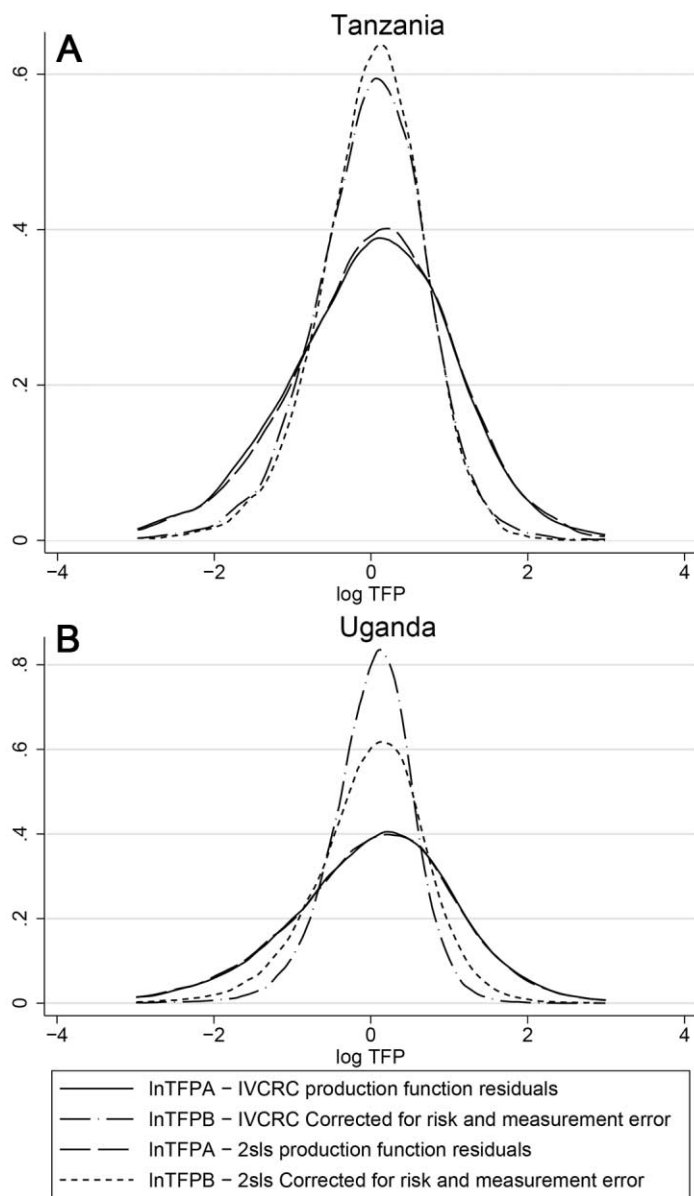 A
Tanzania
.6
.4
.2
0
−4 −2 0 2 4
log TFP
B
Uganda
.8
.6
.4
.2
0
−4 −2 0 2 4
log TFP
lnTFPA − IVCRC production function residuals
lnTFPB − IVCRC Corrected for risk and measurement error
lnTFPA − 2sls production function residuals
lnTFPB − 2sls Corrected for risk and measurement error